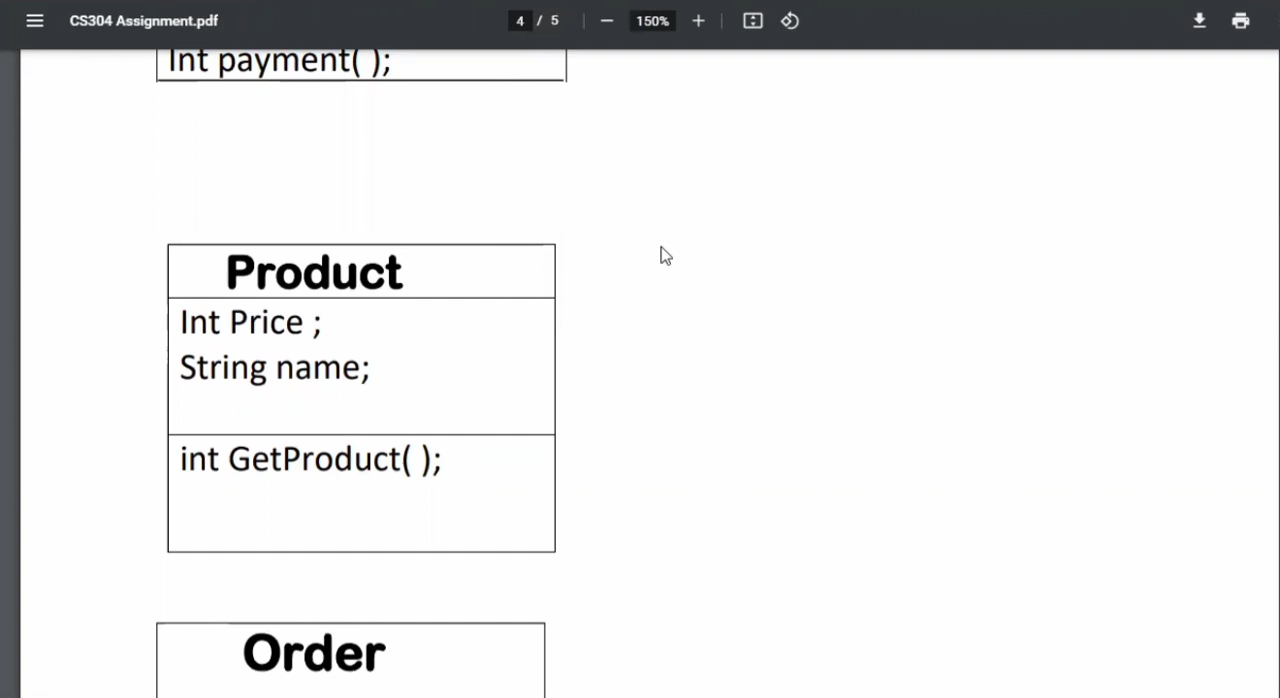 CS304 Assignment.pdf
4 / 5
150%
Int payment( );
Product
Int Price ;
String name;
int GetProduct( );
Order